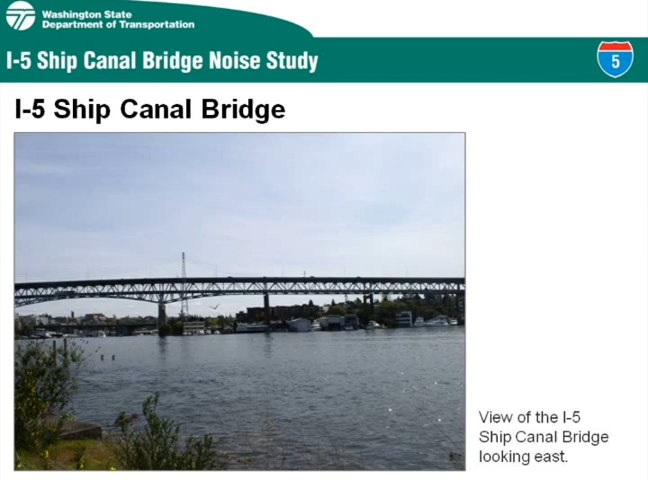 Washington State
Department of Transportation
I-5 Ship Canal Bridge Noise Study
5
I-5 Ship Canal Bridge
View of the I-5
Ship Canal Bridge
looking east.